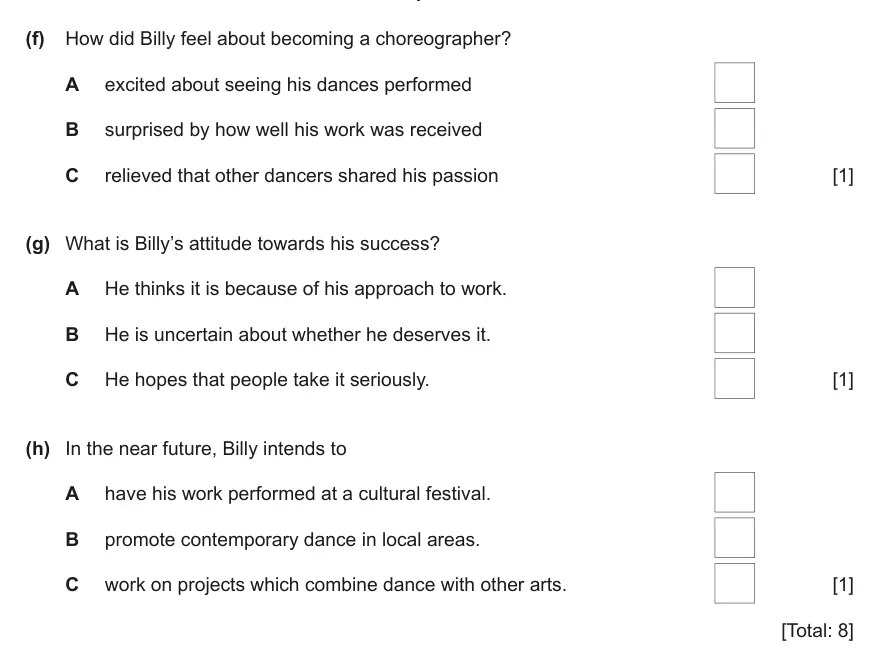 (f) How did Billy feel about becoming a choreographer?
A excited about seeing his dances performed
B surprised by how well his work was received
C relieved that other dancers shared his passion [1]
(g) What is Billy’s attitude towards his success?
A He thinks it is because of his approach to work.
B He is uncertain about whether he deserves it.
C He hopes that people take it seriously. [1]
(h) In the near future, Billy intends to
A have his work performed at a cultural festival.
B promote contemporary dance in local areas.
C work on projects which combine dance with other arts. [1]
[Total: 8]